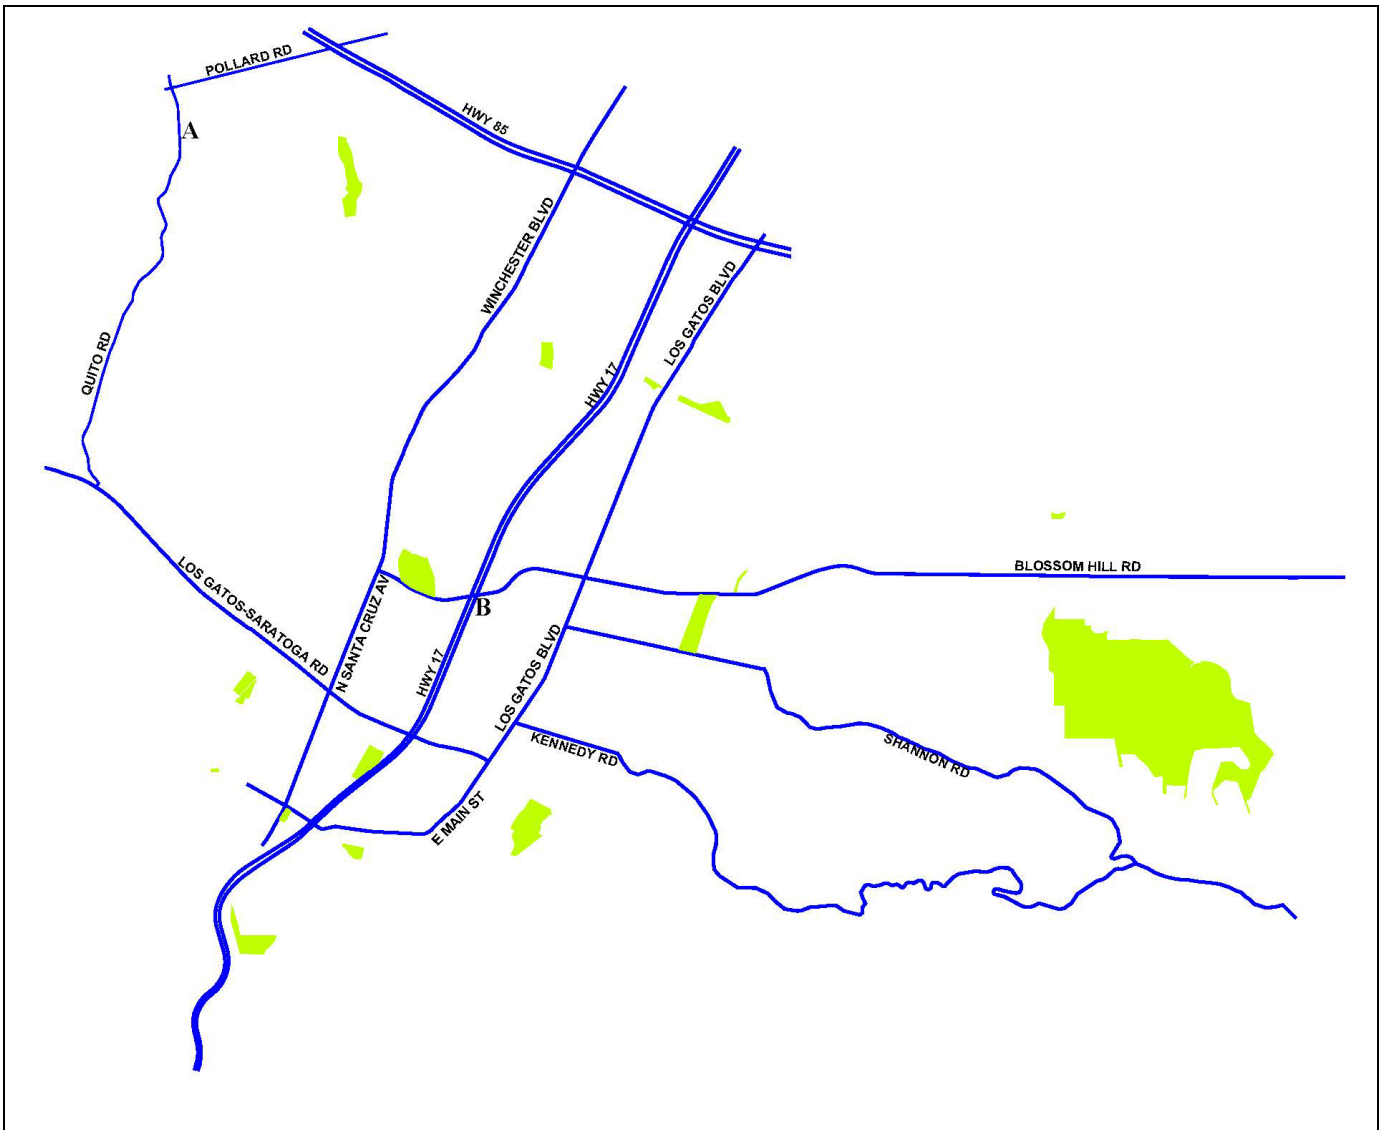 POLLARD RD
HWY 85
A
WINCHESTER BLVD
LOS GATOS BLVD
QUITO RD
HWY 17
BLOSSOM HILL RD
LOS GATOS-SARATOGA RD
N SANTA CRUZ AV
B
HWY 17
LOS GATOS BLVD
KENNEDY RD
SHANNON RD
E MAIN ST